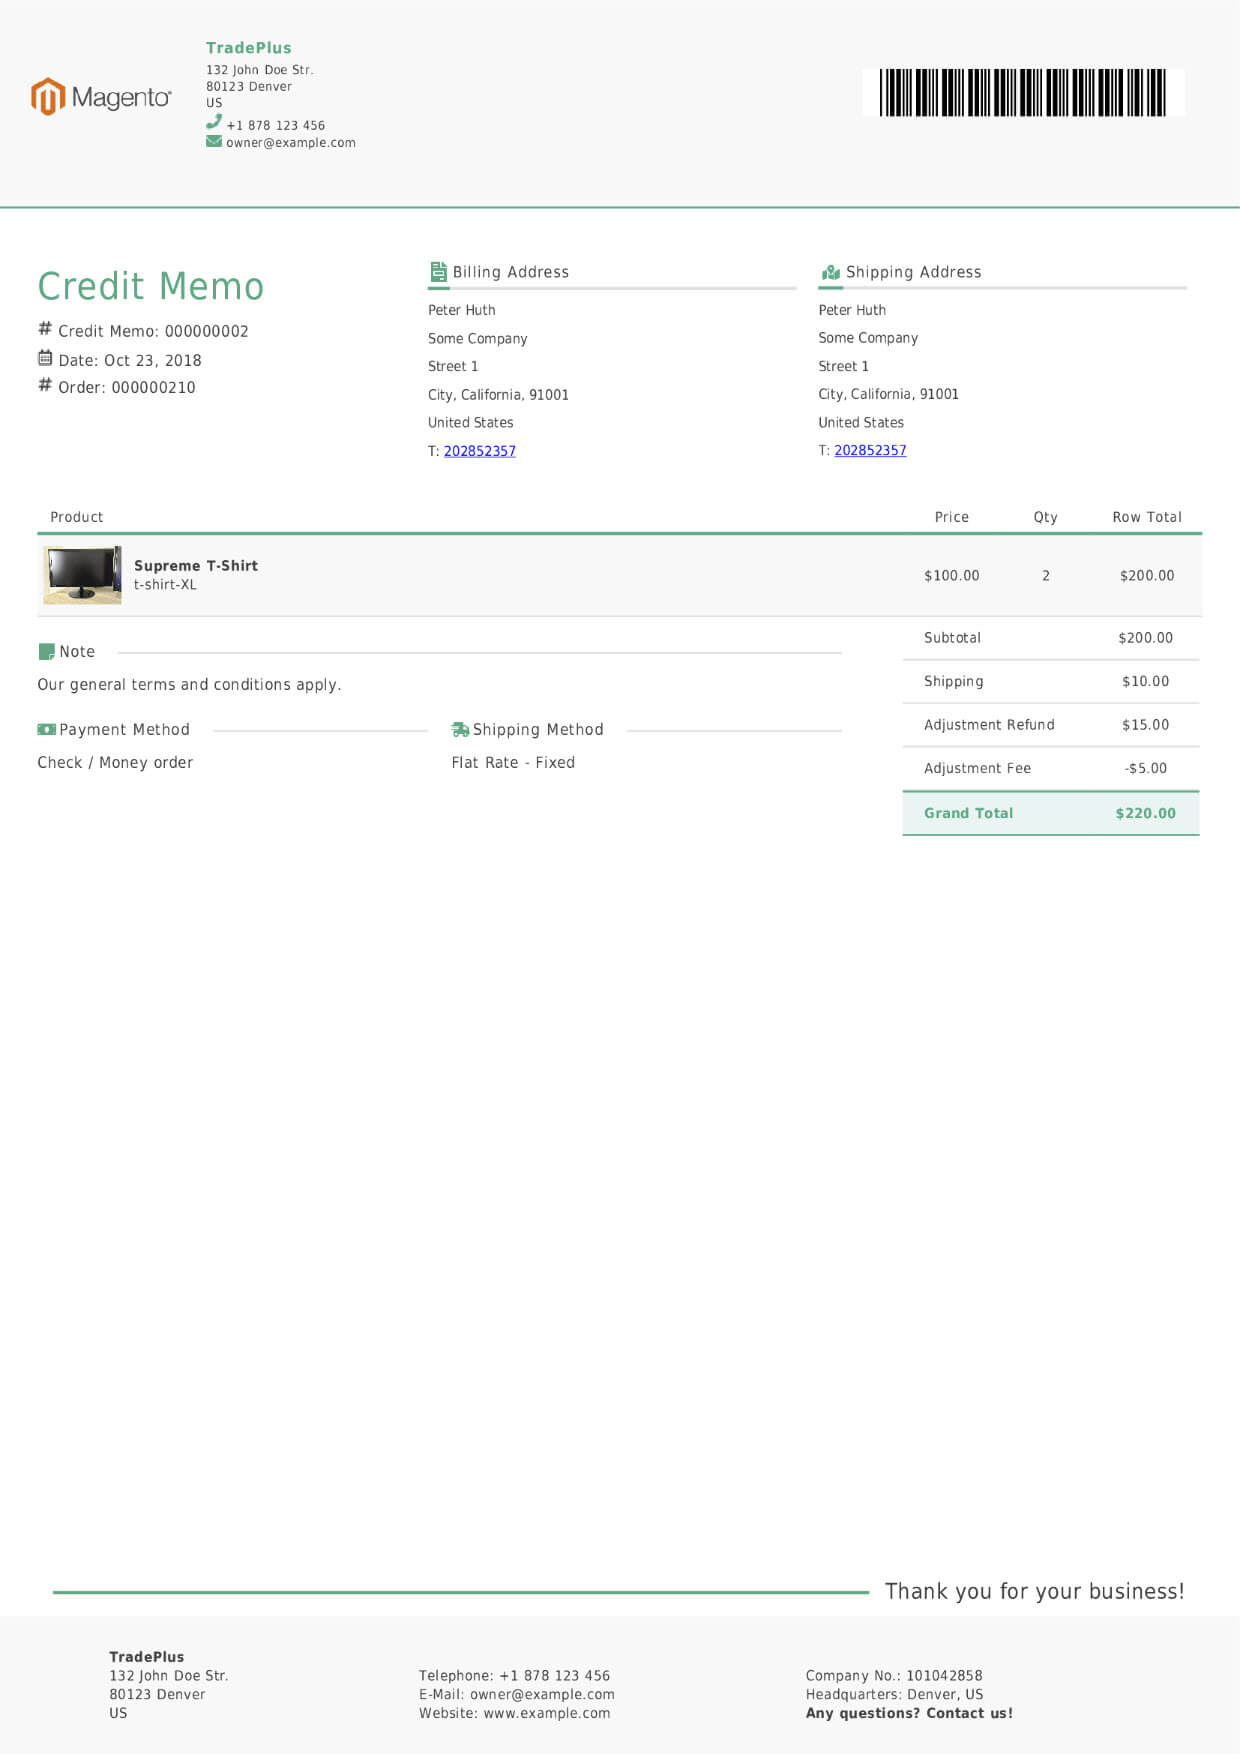 Magento
TradePlus
132 John Doe Str.
80123 Denver
US
+1 878 123 456
owner@example.com
Credit Memo
# Credit Memo: 000000002
Date: Oct 23, 2018
# Order: 000000210
Billing Address
Peter Huth
Some Company
Street 1
City, California, 91001
United States
T: 202852357
Shipping Address
Peter Huth
Some Company
Street 1
City, California, 91001
United States
T: 202852357
Product Price Qty Row Total
Supreme T-Shirt
t-shirt-XL
$100.00 2 $200.00
Subtotal $200.00
Shipping $10.00
Adjustment Refund $15.00
Adjustment Fee -$5.00
Grand Total $220.00
Note
Our general terms and conditions apply.
Payment Method
Check / Money order
Shipping Method
Flat Rate - Fixed
Thank you for your business!
TradePlus
132 John Doe Str.
80123 Denver
US
Telephone: +1 878 123 456
E-Mail: owner@example.com
Website: www.example.com
Company No.: 101042858
Headquarters: Denver, US
Any questions? Contact us!